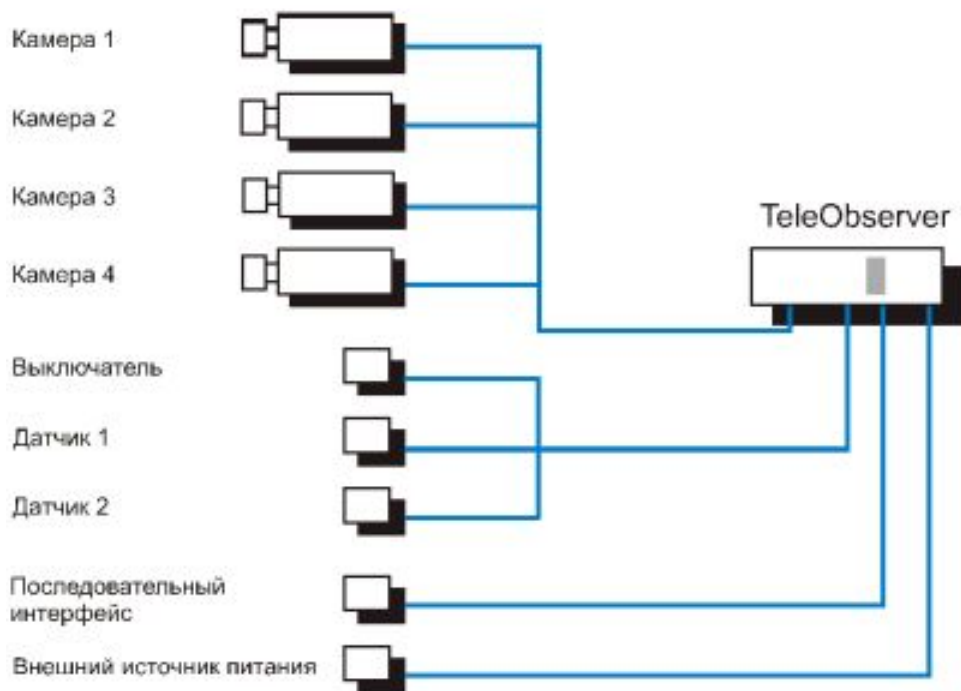 Камера 1
Камера 2
Камера 3
TeleObserver
Камера 4
Выключатель
Датчик 1
Датчик 2
Последовательный
интерфейс
Внешний источник питания